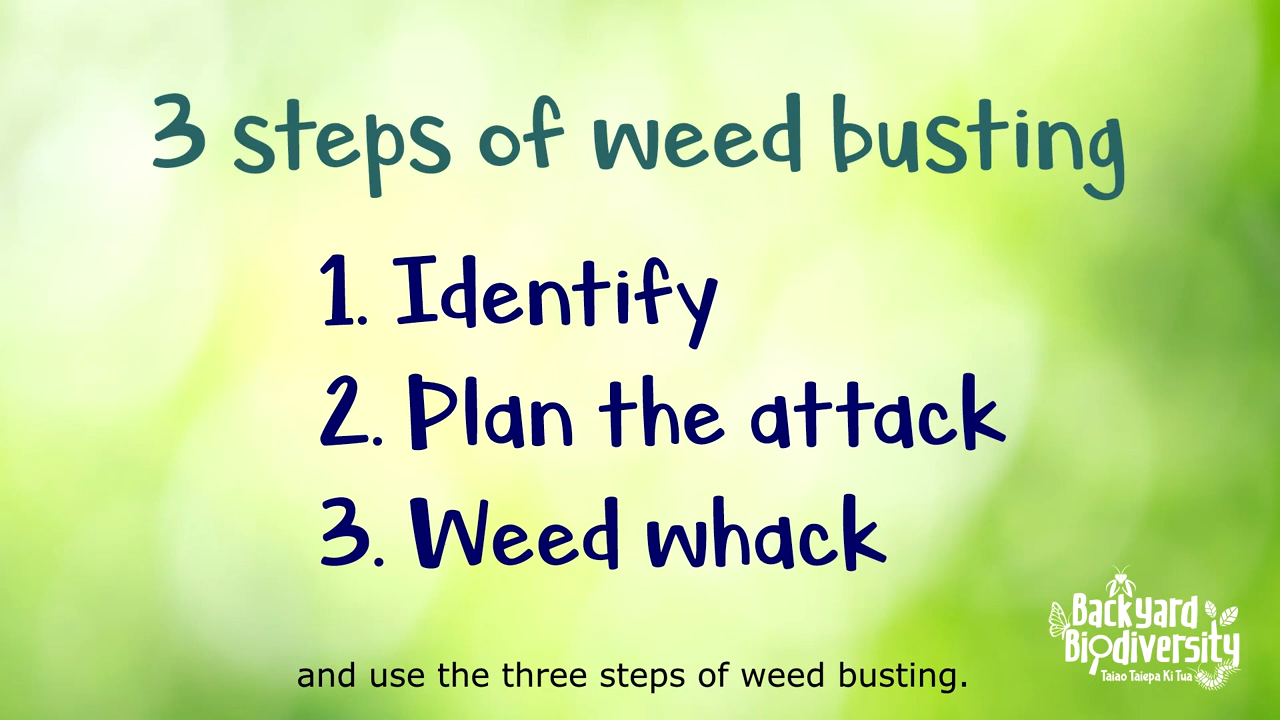 3 steps of weed busting
1. Identify
2. Plan the attack
3. Weed whack
Backyard
Biodiversity
Taiao Taiepa Ki Tua
and use the three steps of weed busting.